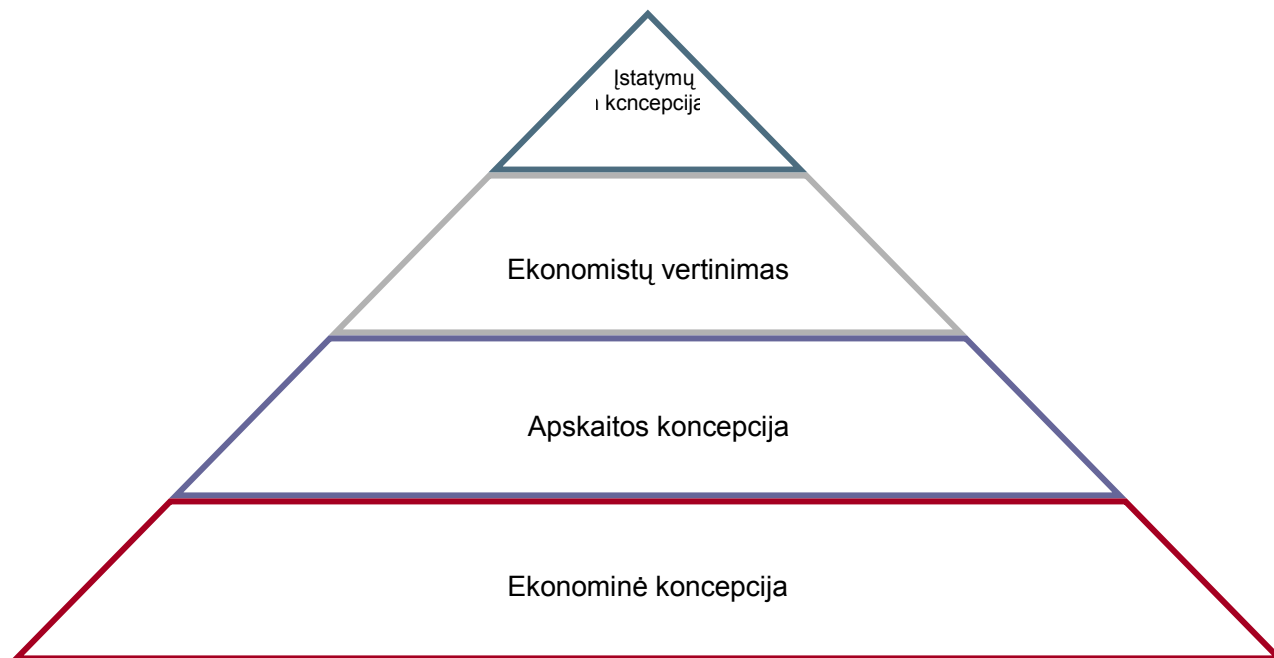 Įstatymų
koncepcija
Ekonomistų vertinimas
Apskaitos koncepcija
Ekonominė koncepcija